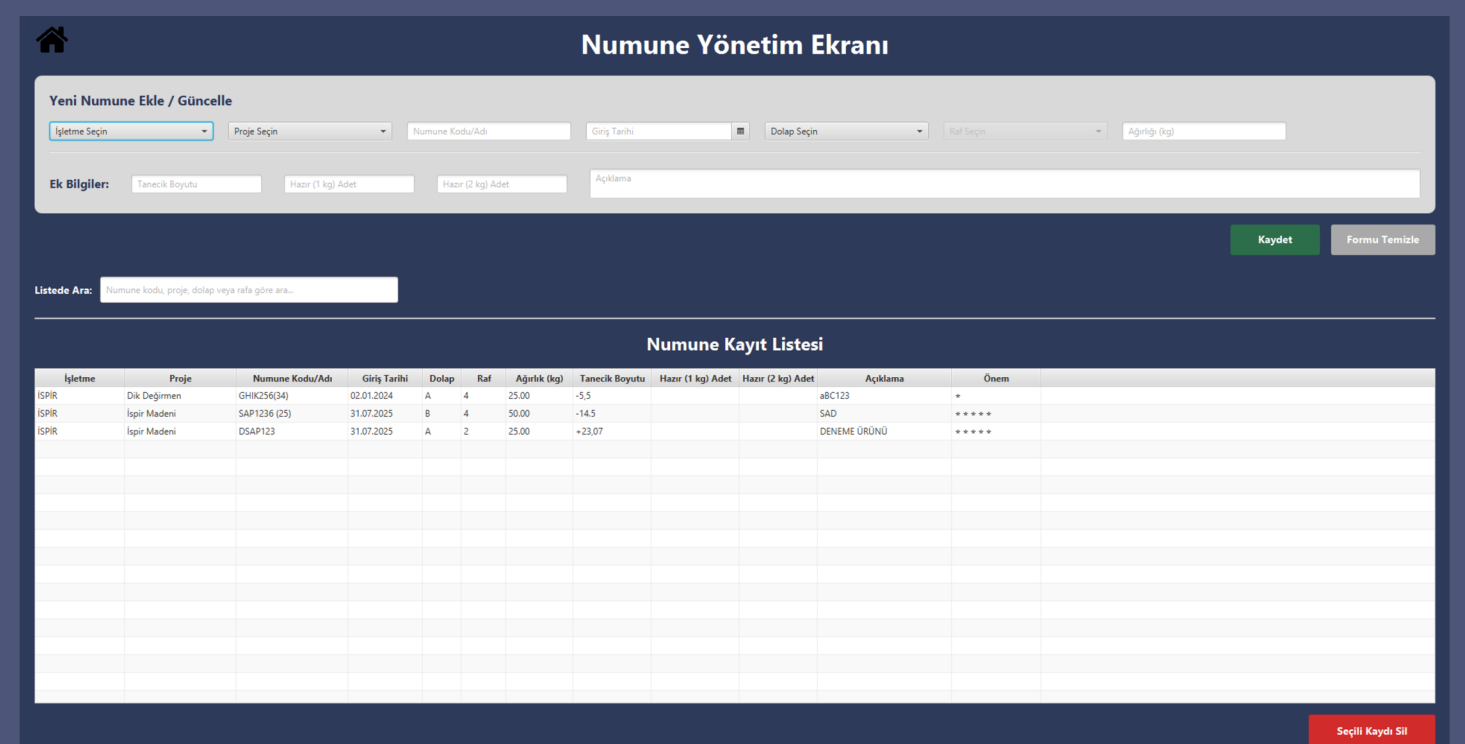 Numune Yönetim Ekranı
Yeni Numune Ekle / Güncelle
İşletme Seçin Proje Seçin Numune Kodu/Adı Giriş Tarihi Dolap Seçin Raf Seçin Ağırlığı (kg)
Ek Bilgiler: Tanecik Boyutu Hazır (1 kg) Adet Hazır (2 kg) Adet Açıklama
Kaydet Formu Temizle
Listede Ara: Numune kodu, proje, dolap veya rafa göre ara...
Numune Kayıt Listesi
İşletme Proje Numune Kodu/Adı Giriş Tarihi Dolap Raf Ağırlık (kg) Tanecik Boyutu Hazır (1 kg) Adet Hazır (2 kg) Adet Açıklama Önem
İSPİR Dik Değirmen GHIK256(34) 02.01.2024 A 4 25.00 -5,5 aBC123 *
İSPİR İspir Madeni SAP1236 (25) 31.07.2025 B 4 50.00 -14.5 SAD * * * * *
İSPİR İspir Madeni DSAP123 31.07.2025 A 2 25.00 +23,07 DENEME ÜRÜNÜ * * * * *
Seçili Kaydı Sil